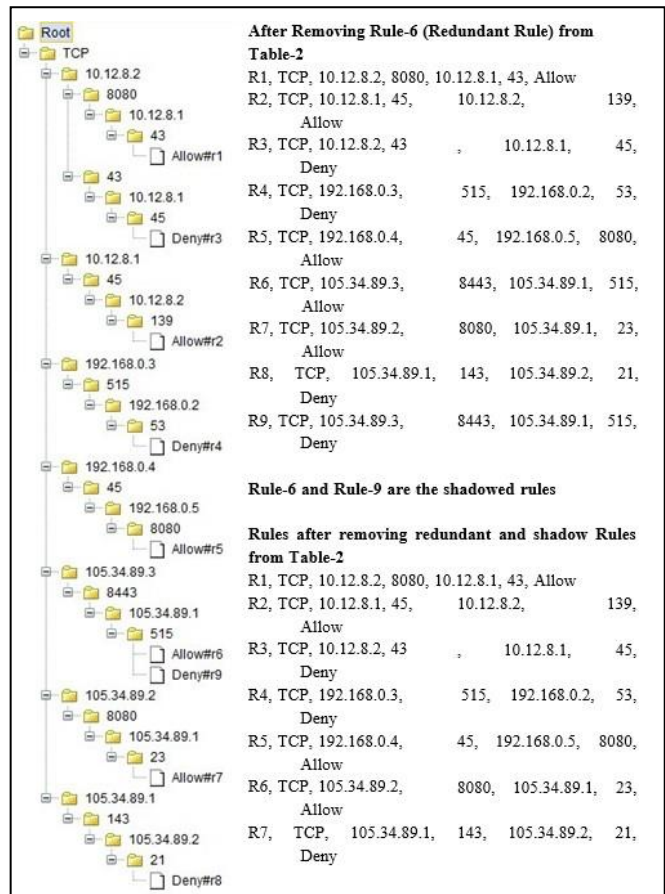 Root
TCP
10.12.8.2
8080
10.12.8.1
43
Allow#r1
43
10.12.8.1
45
Deny#r3
10.12.8.1
45
10.12.8.2
139
Allow#r2
192.168.0.3
515
192.168.0.2
53
Deny#r4
192.168.0.4
45
192.168.0.5
8080
Allow#r5
105.34.89.3
8443
105.34.89.1
515
Allow#r6
Deny#r9
105.34.89.2
8080
105.34.89.1
23
Allow#r7
105.34.89.1
143
105.34.89.2
21
Deny#r8
After Removing Rule-6 (Redundant Rule) from
Table-2
R1, TCP, 10.12.8.2, 8080, 10.12.8.1, 43, Allow
R2, TCP, 10.12.8.1, 45, 10.12.8.2, 139,
Allow
R3, TCP, 10.12.8.2, 43 , 10.12.8.1, 45,
Deny
R4, TCP, 192.168.0.3, 515, 192.168.0.2, 53,
Deny
R5, TCP, 192.168.0.4, 45, 192.168.0.5, 8080,
Allow
R6, TCP, 105.34.89.3, 8443, 105.34.89.1, 515,
Allow
R7, TCP, 105.34.89.2, 8080, 105.34.89.1, 23,
Allow
R8, TCP, 105.34.89.1, 143, 105.34.89.2, 21,
Deny
R9, TCP, 105.34.89.3, 8443, 105.34.89.1, 515,
Deny
Rule-6 and Rule-9 are the shadowed rules
Rules after removing redundant and shadow Rules
from Table-2
R1, TCP, 10.12.8.2, 8080, 10.12.8.1, 43, Allow
R2, TCP, 10.12.8.1, 45, 10.12.8.2, 139,
Allow
R3, TCP, 10.12.8.2, 43 , 10.12.8.1, 45,
Deny
R4, TCP, 192.168.0.3, 515, 192.168.0.2, 53,
Deny
R5, TCP, 192.168.0.4, 45, 192.168.0.5, 8080,
Allow
R6, TCP, 105.34.89.2, 8080, 105.34.89.1, 23,
Allow
R7, TCP, 105.34.89.1, 143, 105.34.89.2, 21,
Deny